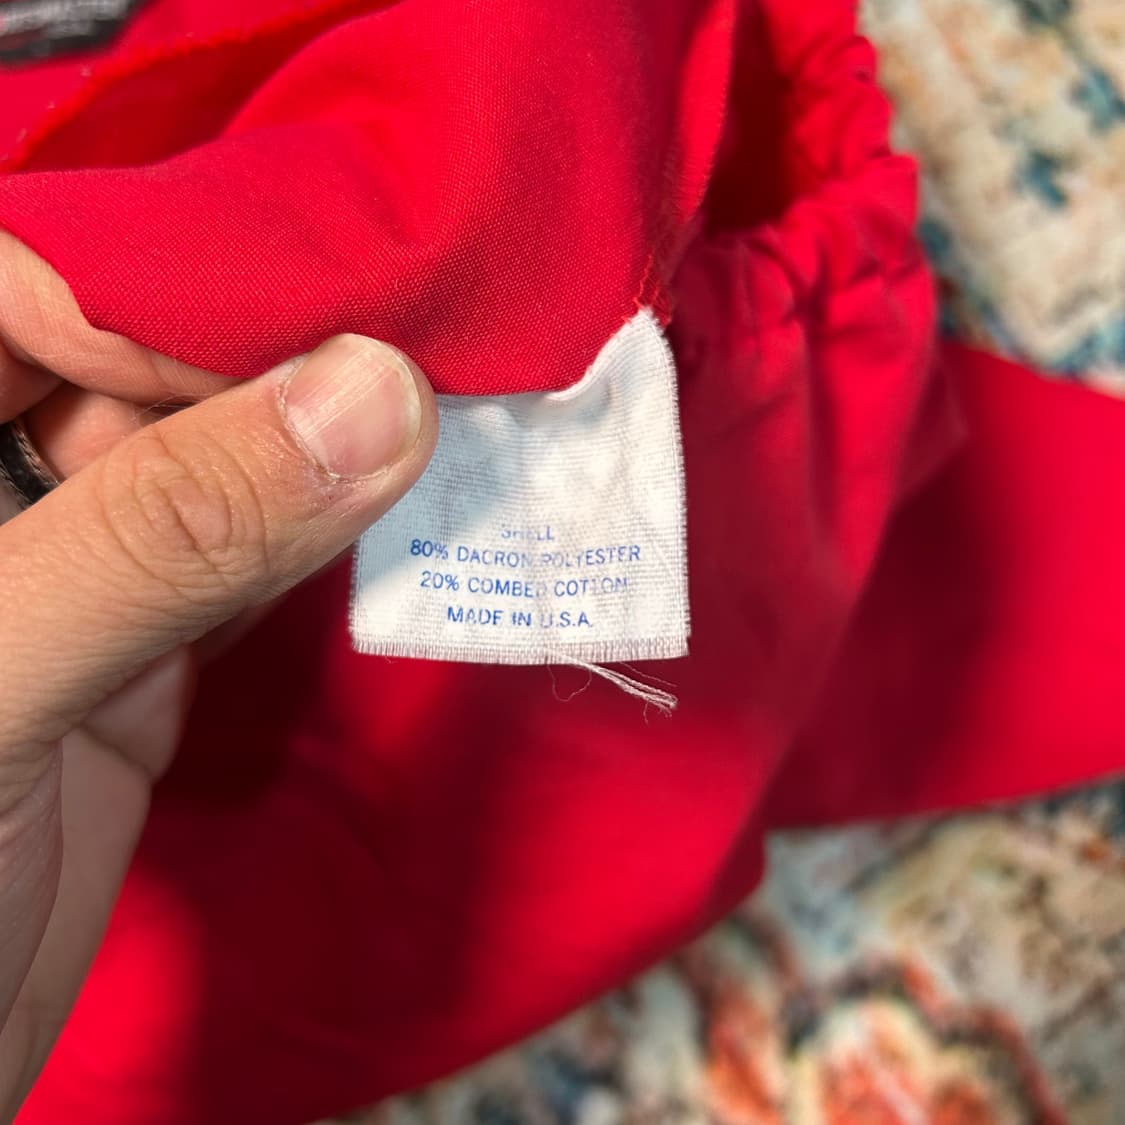 SHELL
80% DACRON POLYESTER
20% COMBED COTTON
MADE IN U.S.A.